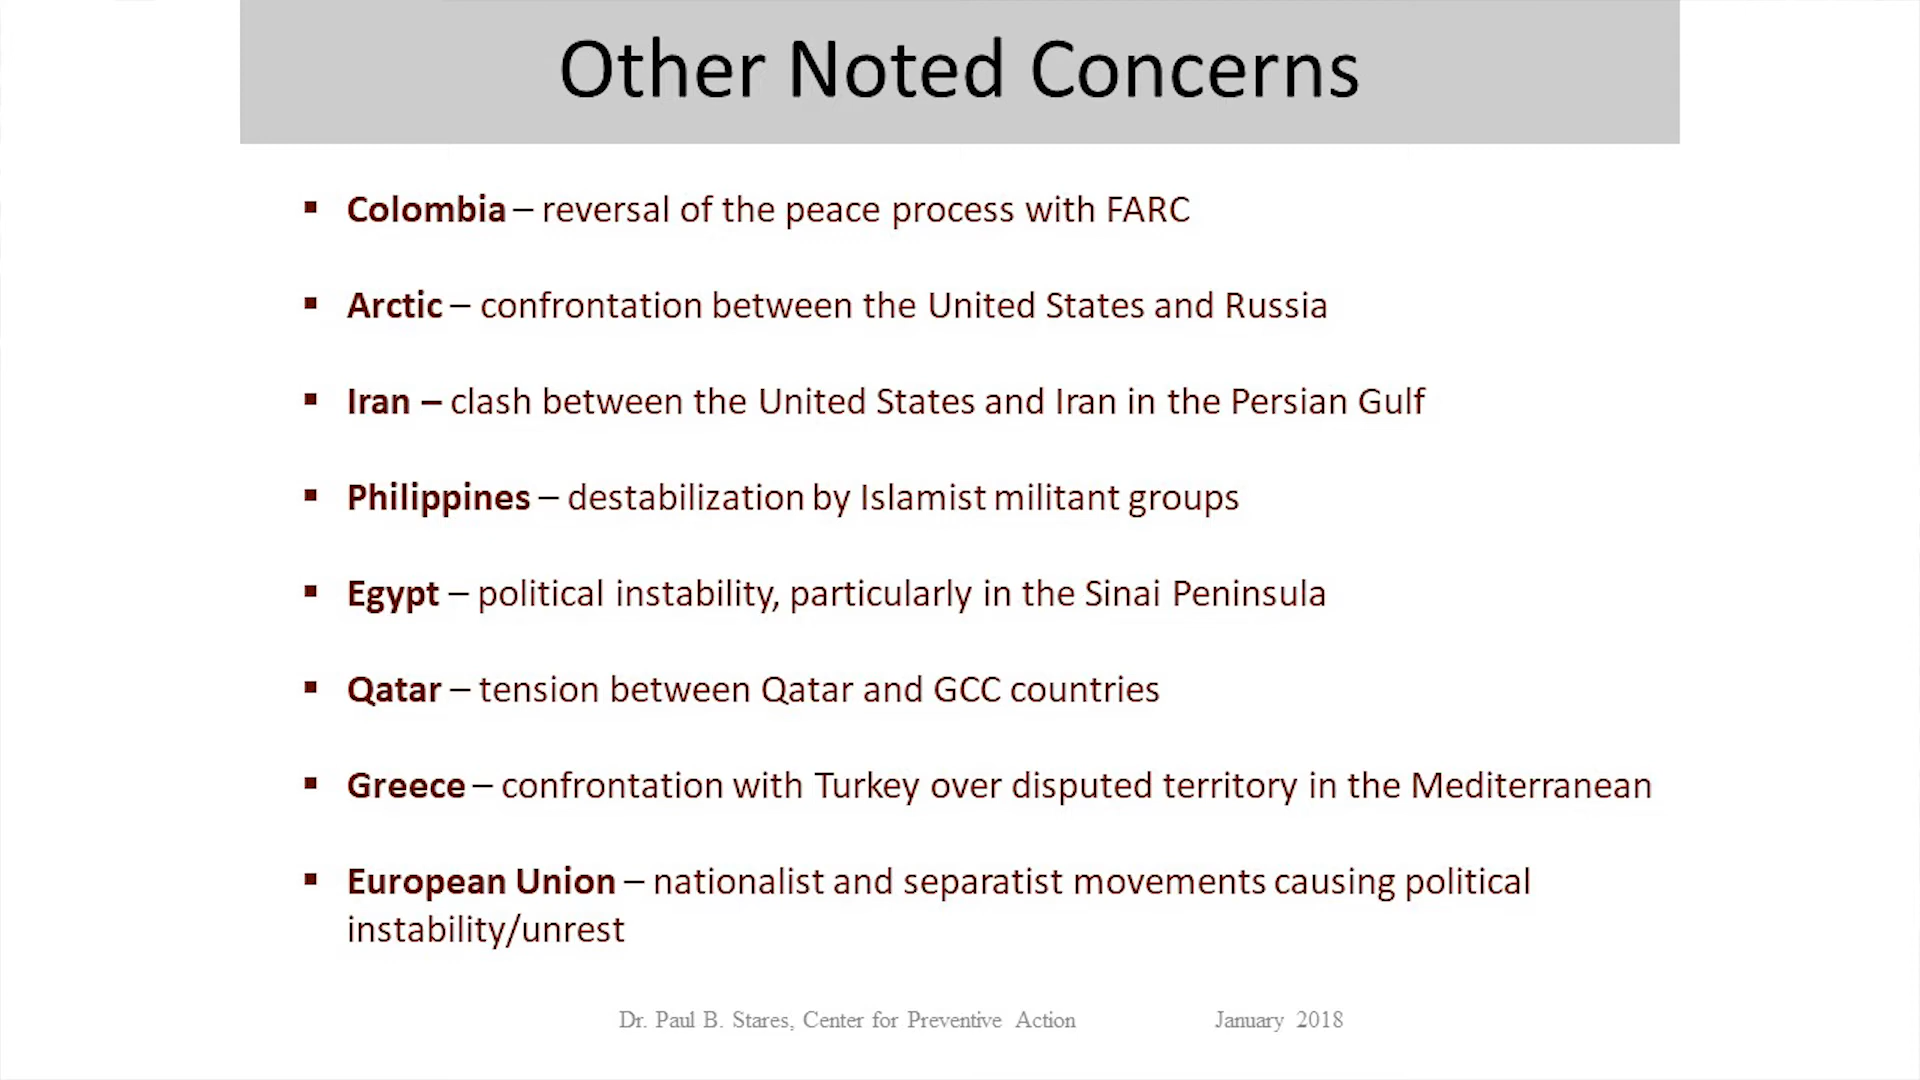 Other Noted Concerns
▪ Colombia – reversal of the peace process with FARC
▪ Arctic – confrontation between the United States and Russia
▪ Iran – clash between the United States and Iran in the Persian Gulf
▪ Philippines – destabilization by Islamist militant groups
▪ Egypt – political instability, particularly in the Sinai Peninsula
▪ Qatar – tension between Qatar and GCC countries
▪ Greece – confrontation with Turkey over disputed territory in the Mediterranean
▪ European Union – nationalist and separatist movements causing political
instability/unrest
Dr. Paul B. Stares, Center for Preventive Action January 2018